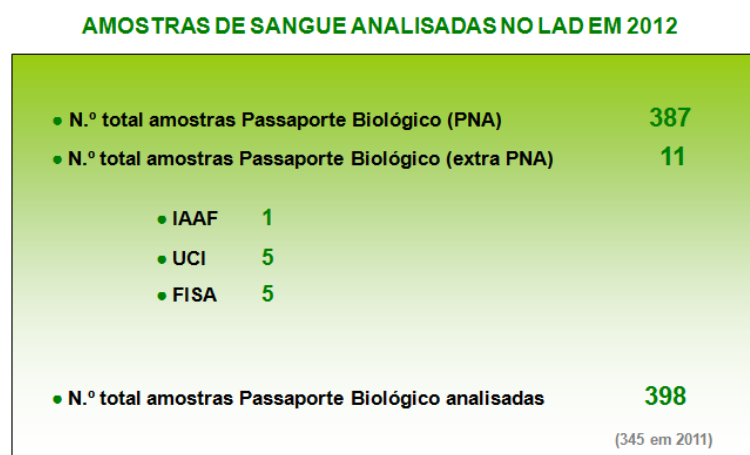 AMOSTRAS DE SANGUE ANALISADAS NO LAD EM 2012
● N.º total amostras Passaporte Biológico (PNA) 387
● N.º total amostras Passaporte Biológico (extra PNA) 11
● IAAF 1
● UCI 5
● FISA 5
● N.º total amostras Passaporte Biológico analisadas 398
(345 em 2011)